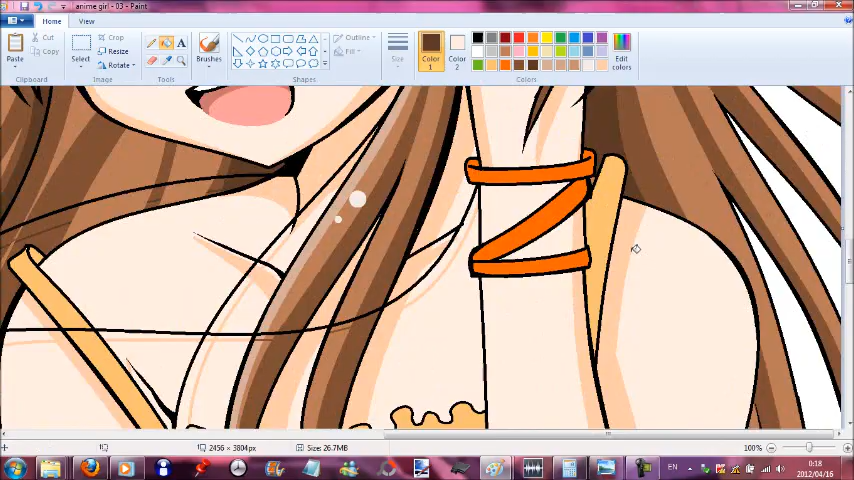 anime girl - 03 - Paint
Home View
Paste
Cut
Copy
Clipboard
Select
Crop
Resize
Rotate
Image
Tools
Brushes
Outline
Fill
Shapes
Size
Color 1
Color 2
Edit colors
Colors
2456 × 3804px
Size: 26.7MB
100%
EN
0:18
2012/04/16